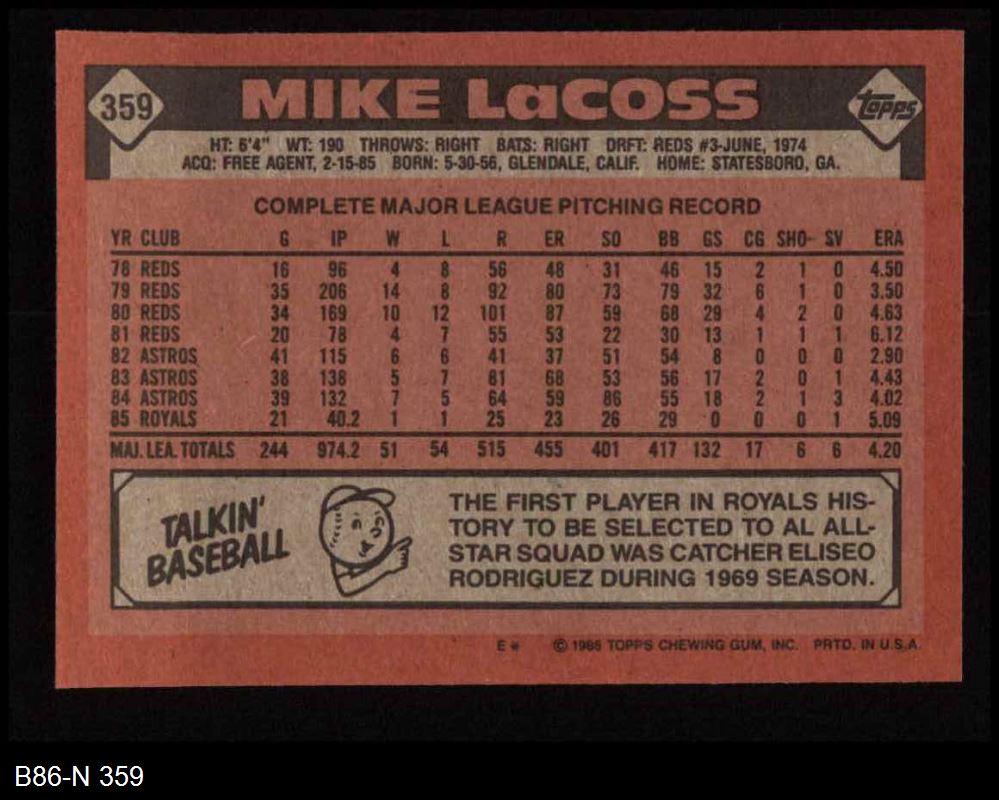 359
MIKE LaCOSS
topps
HT: 6'4" WT: 190 THROWS: RIGHT BATS: RIGHT DRFT: REDS #3-JUNE, 1974
ACQ: FREE AGENT, 2-15-85 BORN: 5-30-56, GLENDALE, CALIF. HOME: STATESBORO, GA.
COMPLETE MAJOR LEAGUE PITCHING RECORD
YR CLUB G IP W L R ER SO BB GS CG SHO- SV ERA
78 REDS 16 96 4 8 56 48 31 46 15 2 1 0 4.50
79 REDS 35 206 14 8 92 80 73 79 32 6 1 0 3.50
80 REDS 34 169 10 12 101 87 59 68 29 4 2 0 4.63
81 REDS 20 78 4 7 55 53 22 30 13 1 1 1 6.12
82 ASTROS 41 115 6 6 41 37 51 54 8 0 0 0 2.90
83 ASTROS 38 138 5 7 81 68 53 56 17 2 0 1 4.43
84 ASTROS 39 132 7 5 64 59 86 55 18 2 1 3 4.02
85 ROYALS 21 40.2 1 1 25 23 26 29 0 0 0 1 5.09
MAJ. LEA. TOTALS 244 974.2 51 54 515 455 401 417 132 17 6 6 4.20
TALKIN'
BASEBALL
THE FIRST PLAYER IN ROYALS HIS-
TORY TO BE SELECTED TO AL ALL-
STAR SQUAD WAS CATCHER ELISEO
RODRIGUEZ DURING 1969 SEASON.
E* © 1986 TOPPS CHEWING GUM, INC. PRTD. IN U.S.A.
B86-N 359